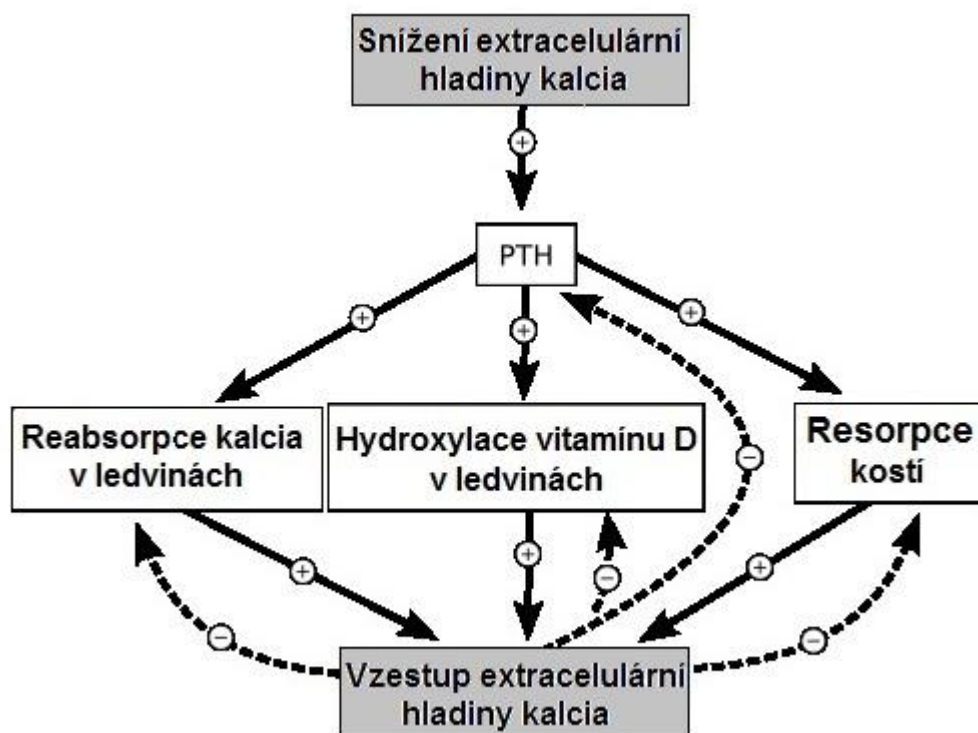 Snížení extracelulární
hladiny kalcia
+
PTH
+
+
+
Reabsorpce kalcia
v ledvinách
Hydroxylace vitamínu D
v ledvinách
Resorpce
kostí
−
+
+
−
+
−
−
Vzestup extracelulární
hladiny kalcia